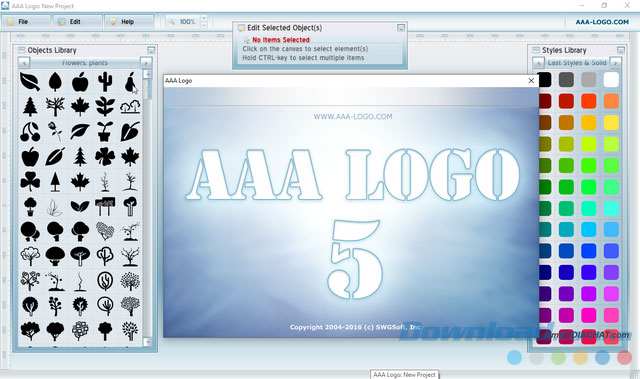 AAA Logo: New Project
File
Edit
Help
100%
AAA-LOGO.COM
Edit Selected Object(s)
No Items Selected
Click on the canvas to select element(s)
Hold CTRL-key to select multiple items
Objects Library
Flowers, plants
Styles Library
Last Styles & Solid
AAA Logo
WWW.AAA-LOGO.COM
AAA LOGO
5
Copyright 2004-2016 (c) SWGSoft, Inc
Download
AAA Logo: New Project